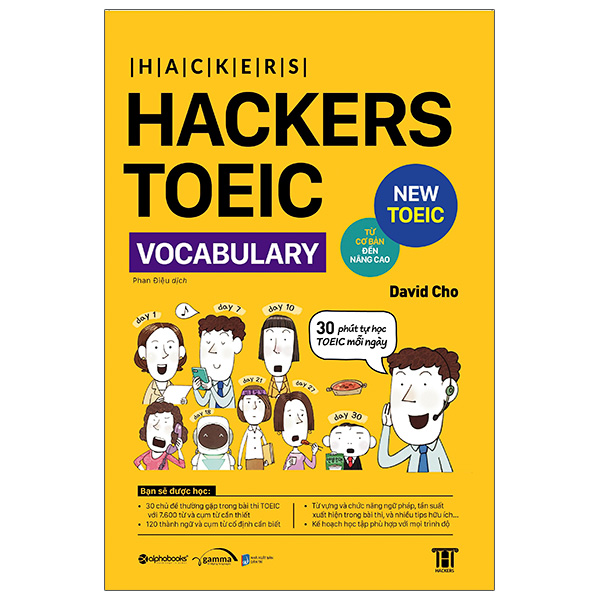 |H|A|C|K|E|R|S|
HACKERS
TOEIC
VOCABULARY
NEW
TOEIC
TỪ
CƠ BẢN
ĐẾN
NÂNG CAO
Phan Điệu dịch
David Cho
day 1
day 7
day 10
30 phút tự học
TOEIC mỗi ngày
day 18
day 21
day 27
day 30
Bạn sẽ được học:
• 30 chủ đề thường gặp trong bài thi TOEIC
với 7.600 từ và cụm từ cần thiết
• 120 thành ngữ và cụm từ cố định cần biết
• Từ vựng và chức năng ngữ pháp, tần suất
xuất hiện trong bài thi, và nhiều tips hữu ích...
• Kế hoạch học tập phù hợp với mọi trình độ
alphabooks
gamma
HACKERS